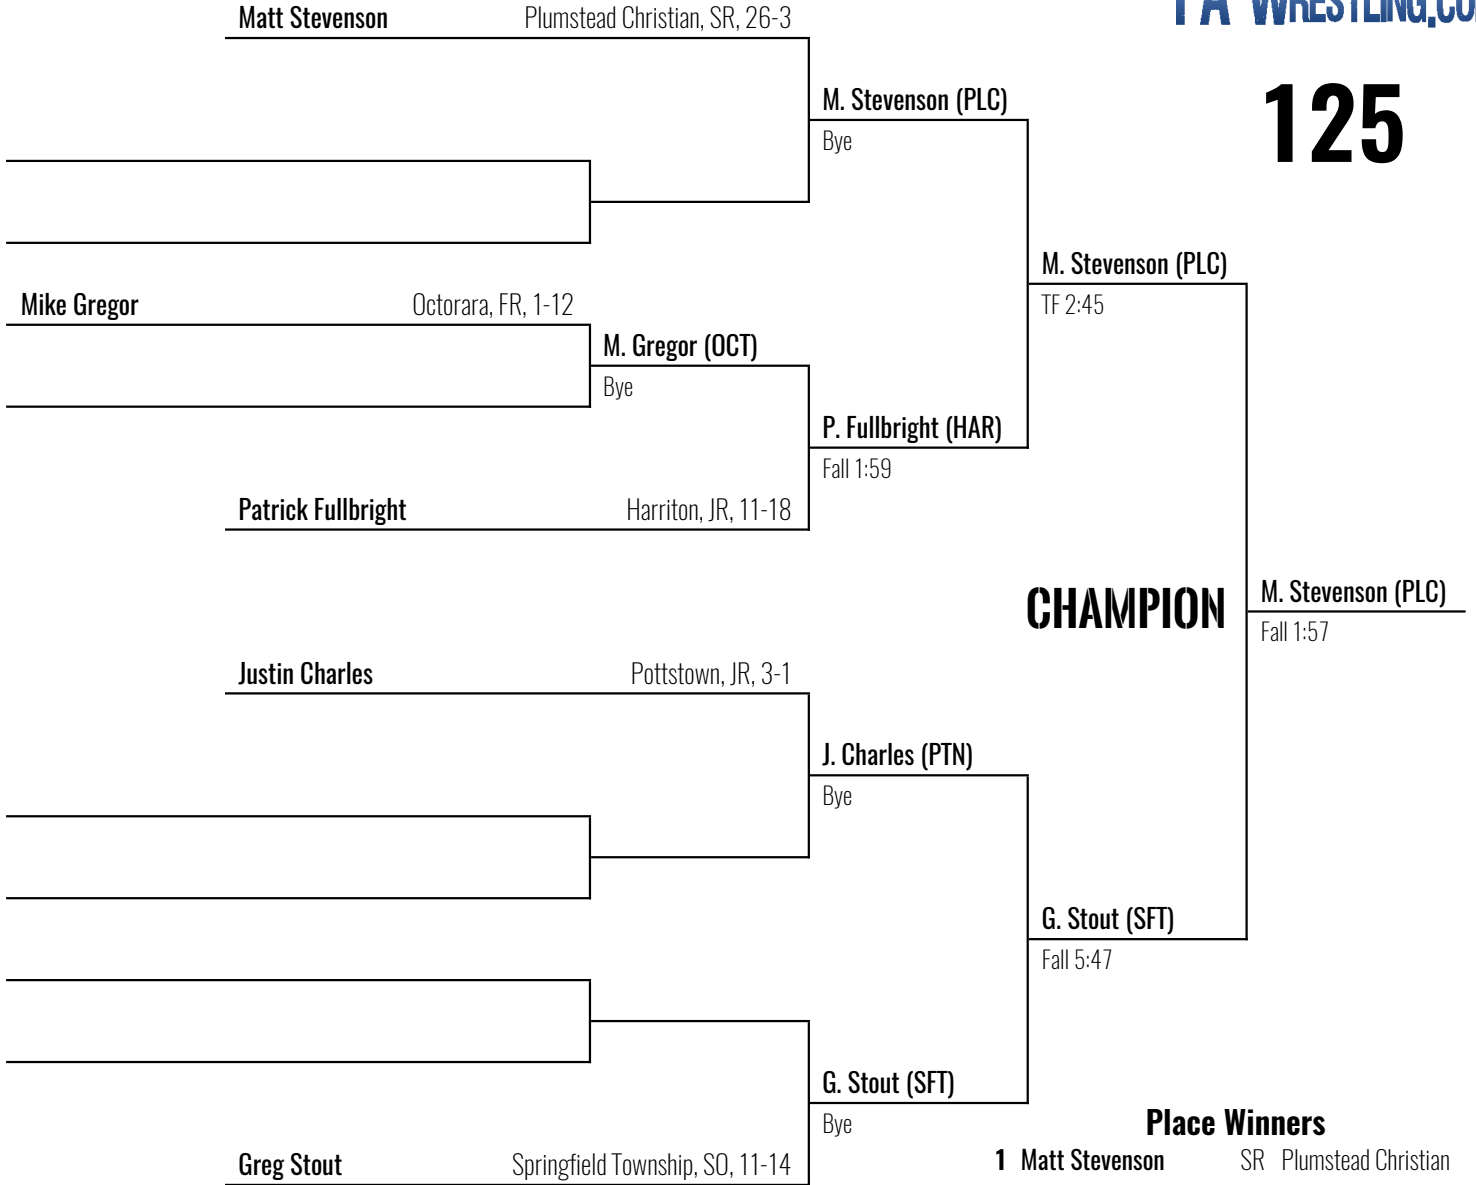 Matt Stevenson Plumstead Christian, SR, 26-3
125
M. Stevenson (PLC)
Bye
M. Stevenson (PLC)
TF 2:45
Mike Gregor Octorara, FR, 1-12
M. Gregor (OCT)
Bye
P. Fullbright (HAR)
Fall 1:59
Patrick Fullbright Harriton, JR, 11-18
CHAMPION
M. Stevenson (PLC)
Fall 1:57
Justin Charles Pottstown, JR, 3-1
J. Charles (PTN)
Bye
G. Stout (SFT)
Fall 5:47
G. Stout (SFT)
Bye
Place Winners
Greg Stout Springfield Township, SO, 11-14
1 Matt Stevenson SR Plumstead Christian